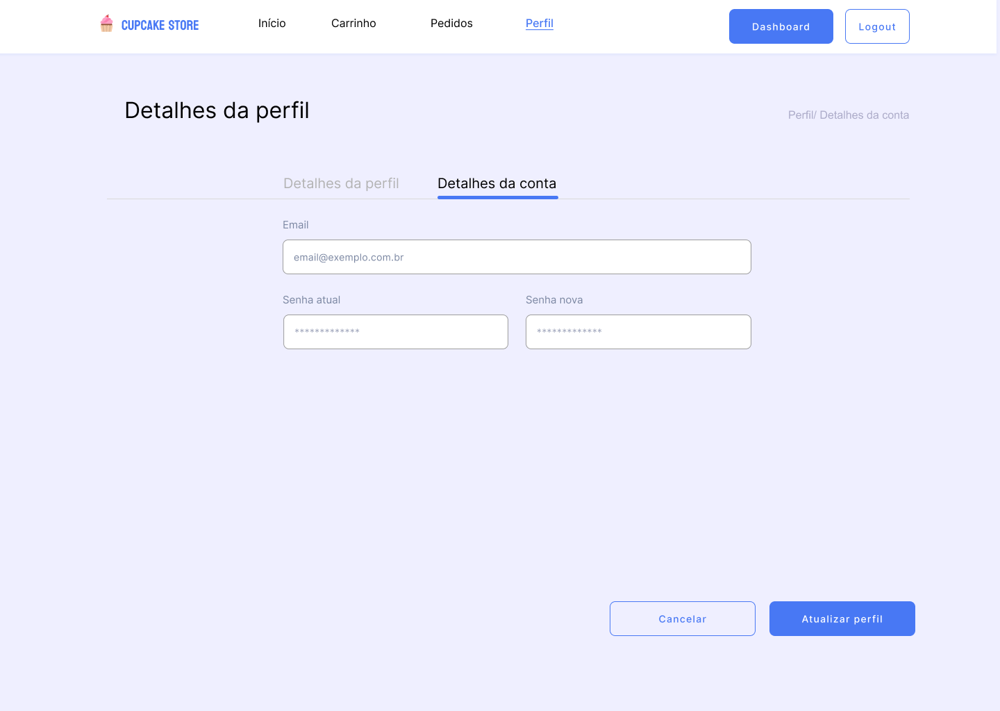 CUPCAKE STORE Início Carrinho Pedidos Perfil Dashboard Logout
Detalhes da perfil
Perfil/ Detalhes da conta
Detalhes da perfil Detalhes da conta
Email
email@exemplo.com.br
Senha atual Senha nova
************* *************
Cancelar Atualizar perfil